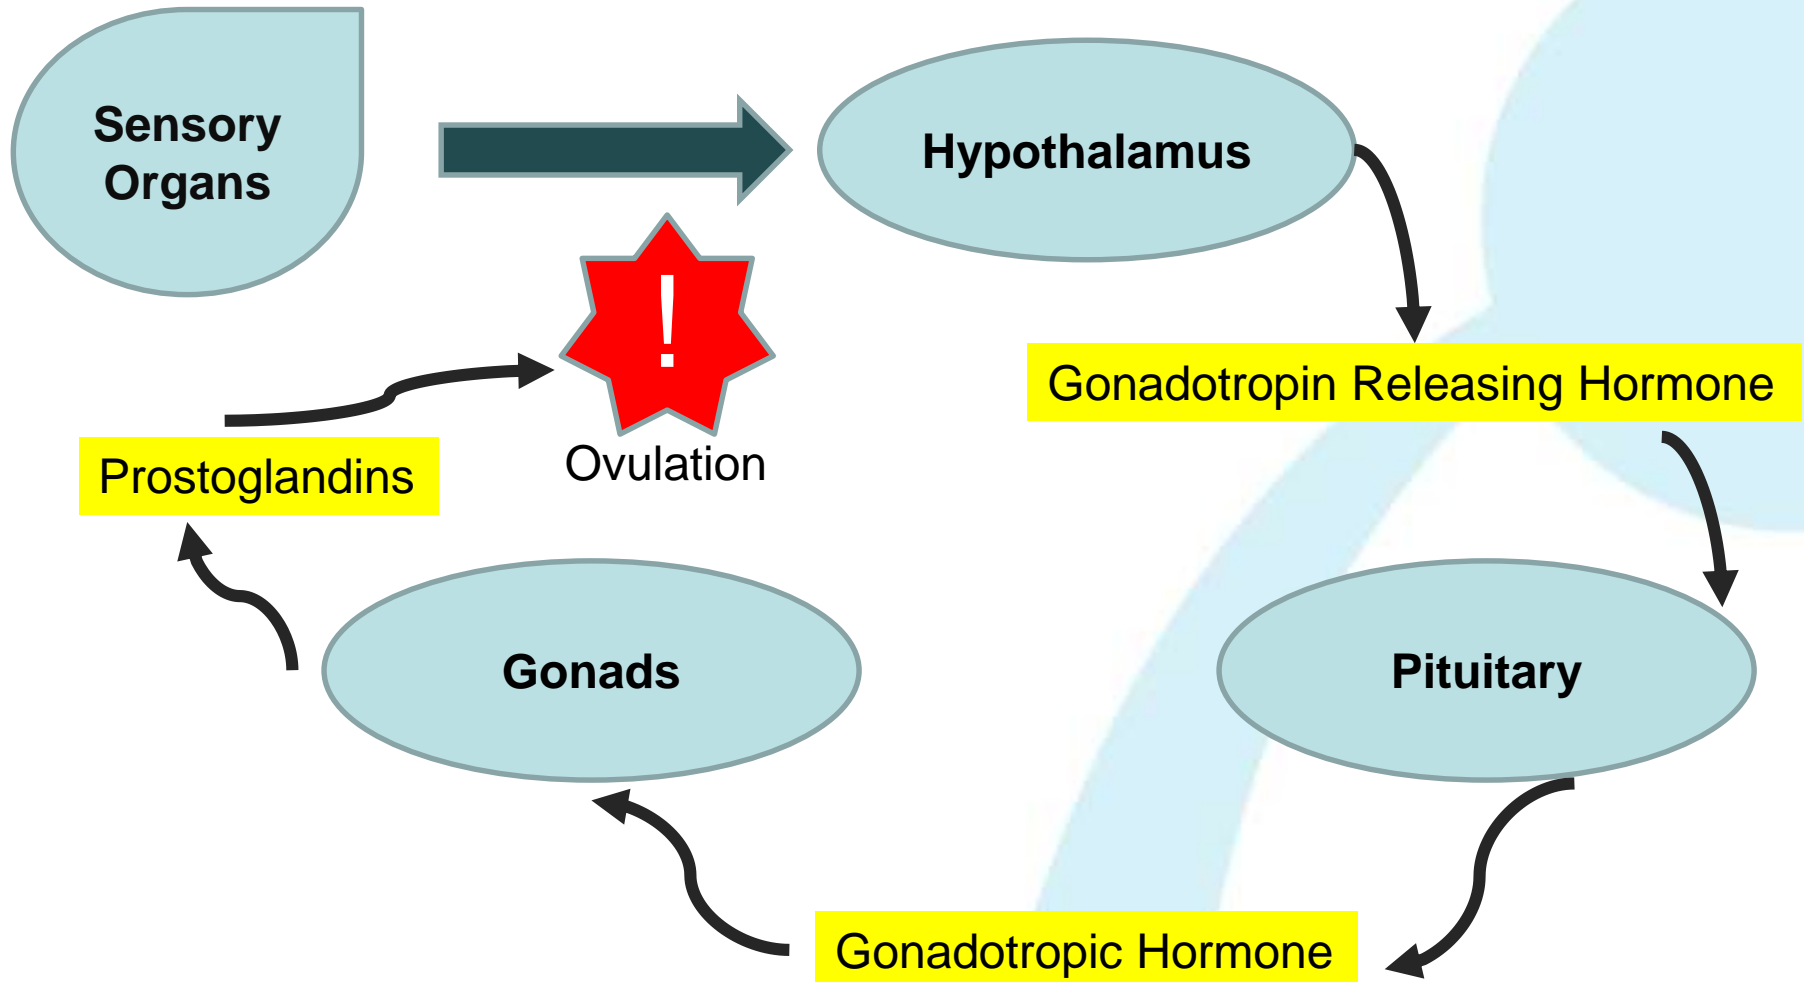 Sensory
Organs
Hypothalamus
!
Gonadotropin Releasing Hormone
Prostoglandins
Ovulation
Gonads
Pituitary
Gonadotropic Hormone